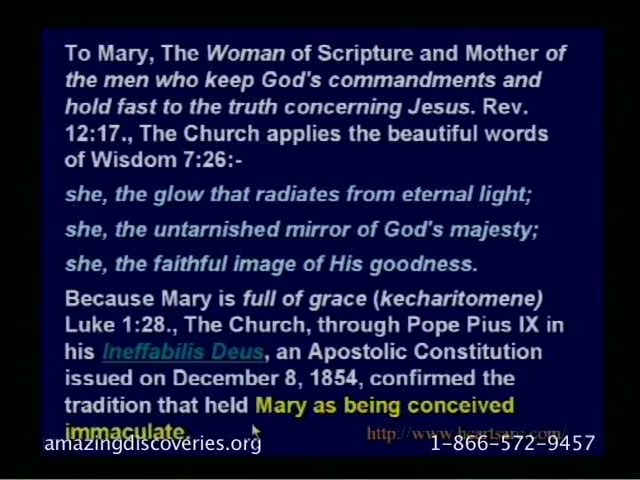 To Mary, The Woman of Scripture and Mother of
the men who keep God's commandments and
hold fast to the truth concerning Jesus. Rev.
12:17., The Church applies the beautiful words
of Wisdom 7:26:-
she, the glow that radiates from eternal light;
she, the untarnished mirror of God's majesty;
she, the faithful image of His goodness.
Because Mary is full of grace (kecharitomene)
Luke 1:28., The Church, through Pope Pius IX in
his Ineffabilis Deus, an Apostolic Constitution
issued on December 8, 1854, confirmed the
tradition that held Mary as being conceived
immaculate.
amazingdiscoveries.org 1-866-572-9457